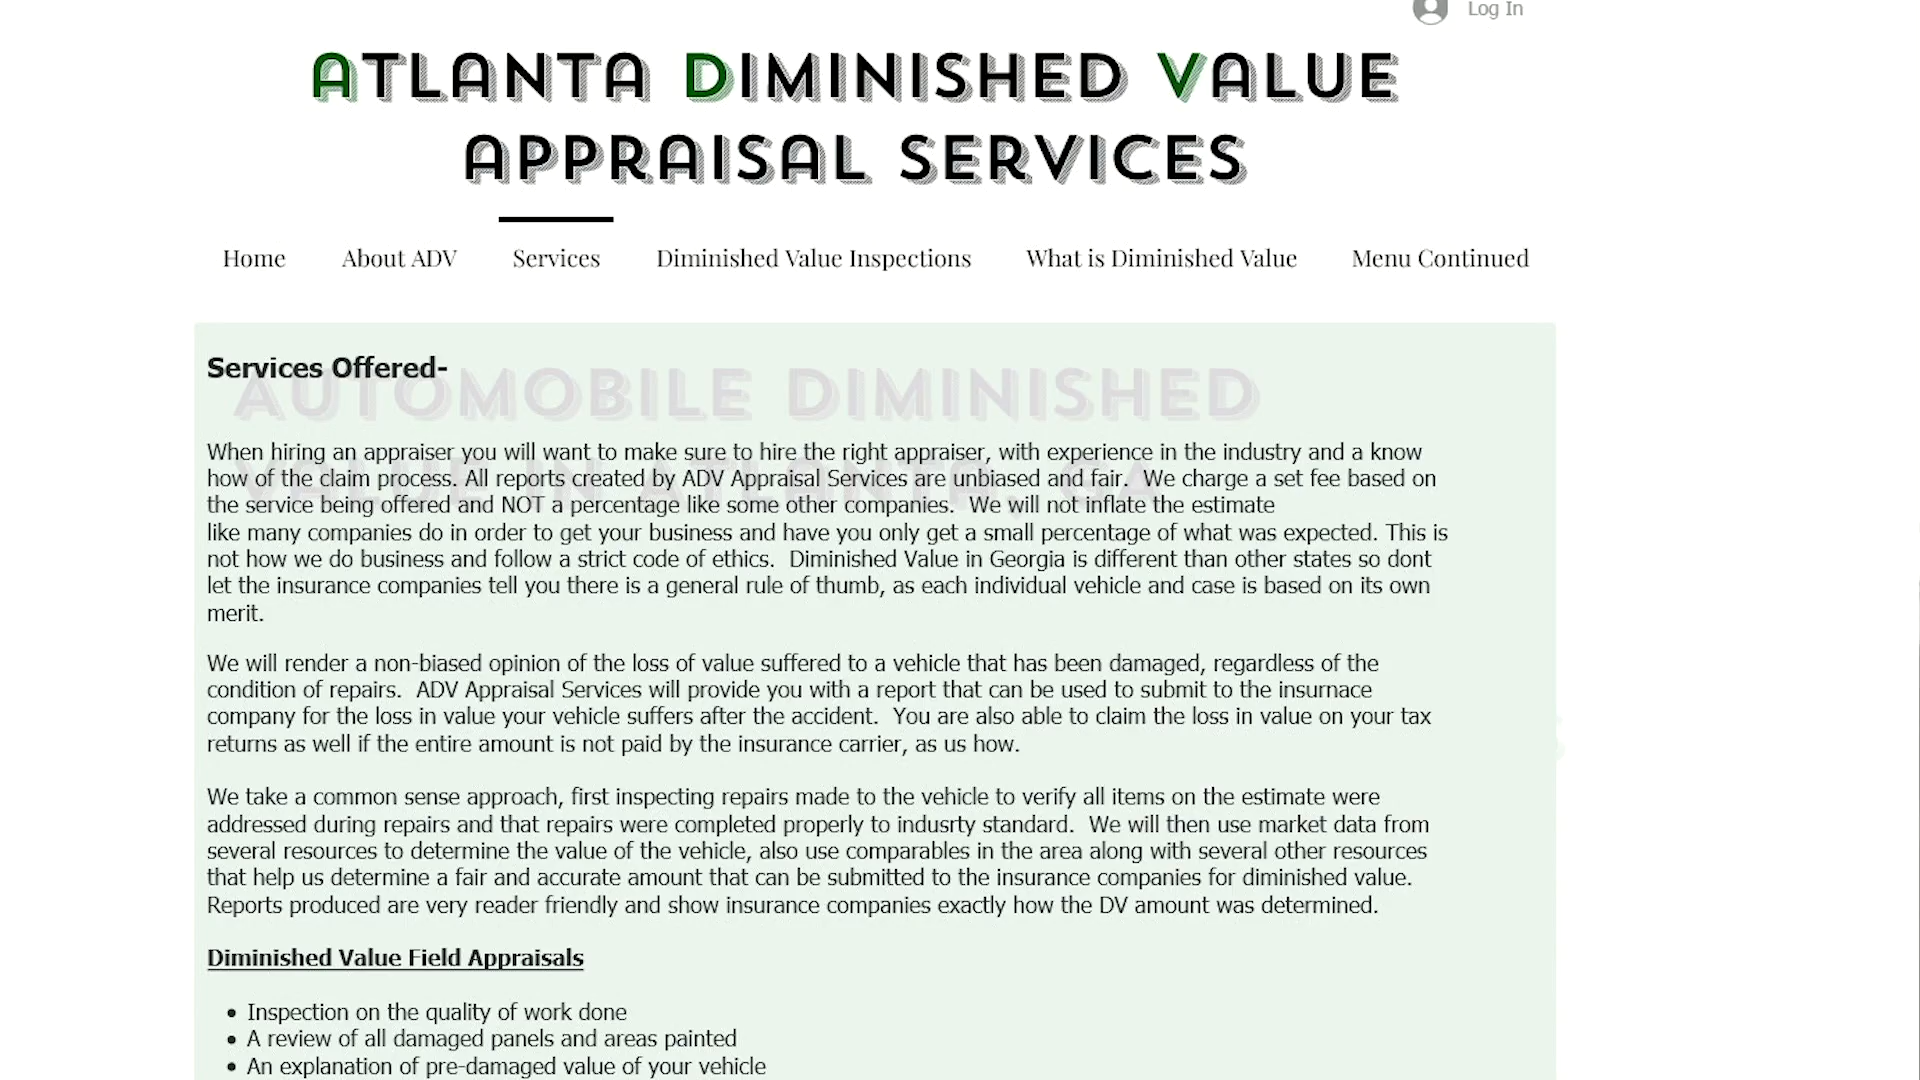 Log In
ATLANTA DIMINISHED VALUE
APPRAISAL SERVICES
Home About ADV Services Diminished Value Inspections What is Diminished Value Menu Continued
Services Offered-
AUTOMOBILE DIMINISHED
VALUE IN ATLANTA, GA
When hiring an appraiser you will want to make sure to hire the right appraiser, with experience in the industry and a know
how of the claim process. All reports created by ADV Appraisal Services are unbiased and fair.  We charge a set fee based on
the service being offered and NOT a percentage like some other companies.  We will not inflate the estimate
like many companies do in order to get your business and have you only get a small percentage of what was expected. This is
not how we do business and follow a strict code of ethics.  Diminished Value in Georgia is different than other states so dont
let the insurance companies tell you there is a general rule of thumb, as each individual vehicle and case is based on its own
merit.
We will render a non-biased opinion of the loss of value suffered to a vehicle that has been damaged, regardless of the
condition of repairs.  ADV Appraisal Services will provide you with a report that can be used to submit to the insurnace
company for the loss in value your vehicle suffers after the accident.  You are also able to claim the loss in value on your tax
returns as well if the entire amount is not paid by the insurance carrier, as us how.
We take a common sense approach, first inspecting repairs made to the vehicle to verify all items on the estimate were
addressed during repairs and that repairs were completed properly to indusrty standard.  We will then use market data from
several resources to determine the value of the vehicle, also use comparables in the area along with several other resources
that help us determine a fair and accurate amount that can be submitted to the insurance companies for diminished value.
Reports produced are very reader friendly and show insurance companies exactly how the DV amount was determined.
Diminished Value Field Appraisals
• Inspection on the quality of work done
• A review of all damaged panels and areas painted
• An explanation of pre-damaged value of your vehicle